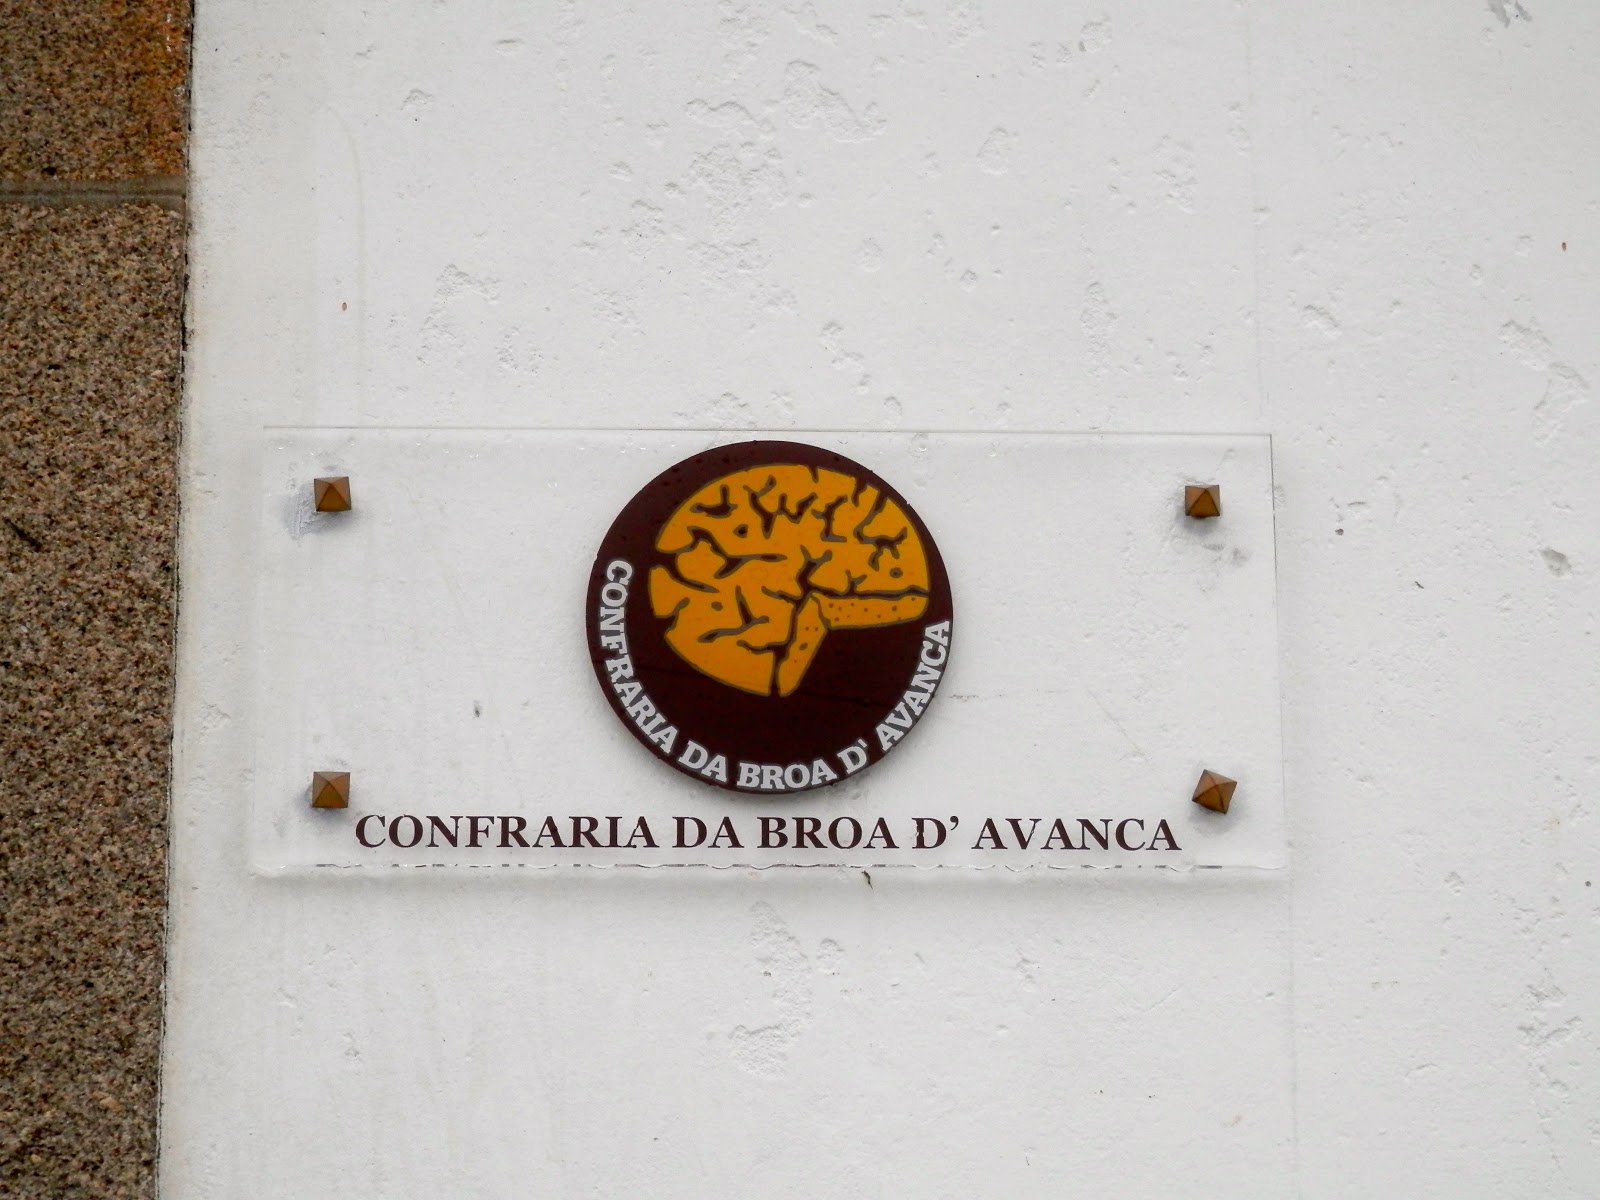 CONFRARIA DA BROA D' AVANCA
CONFRARIA DA BROA D’ AVANCA